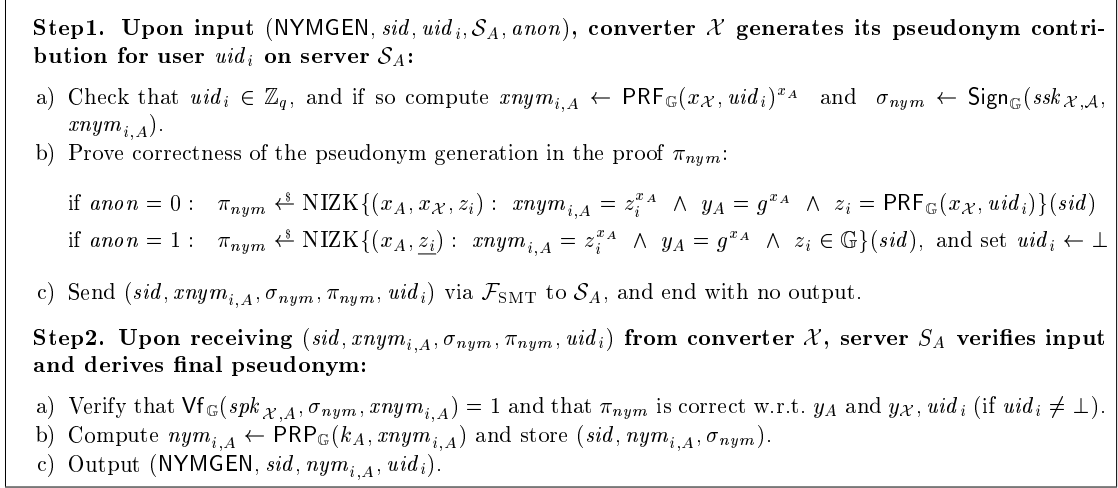 Step1. Upon input (NYMGEN, sid, uid_i, 𝒮_A, anon), converter 𝒳 generates its pseudonym contri-
bution for user uid_i on server 𝒮_A:
a) Check that uid_i ∈ ℤ_q, and if so compute xnym_{i,A} ← PRF_𝔾(x_𝒳, uid_i)^{x_A} and σ_nym ← Sign_𝔾(ssk_{𝒳,𝒜},
xnym_{i,A}).
b) Prove correctness of the pseudonym generation in the proof π_nym:
if anon = 0 : π_nym ←$ NIZK{(x_A, x_𝒳, z_i) : xnym_{i,A} = z_i^{x_A} ∧ y_A = g^{x_A} ∧ z_i = PRF_𝔾(x_𝒳, uid_i)}(sid)
if anon = 1 : π_nym ←$ NIZK{(x_A, z_i) : xnym_{i,A} = z_i^{x_A} ∧ y_A = g^{x_A} ∧ z_i ∈ 𝔾}(sid), and set uid_i ← ⊥
c) Send (sid, xnym_{i,A}, σ_nym, π_nym, uid_i) via ℱ_SMT to 𝒮_A, and end with no output.
Step2. Upon receiving (sid, xnym_{i,A}, σ_nym, π_nym, uid_i) from converter 𝒳, server S_A verifies input
and derives final pseudonym:
a) Verify that Vf_𝔾(spk_{𝒳,A}, σ_nym, xnym_{i,A}) = 1 and that π_nym is correct w.r.t. y_A and y_𝒳, uid_i (if uid_i ≠ ⊥).
b) Compute nym_{i,A} ← PRP_𝔾(k_A, xnym_{i,A}) and store (sid, nym_{i,A}, σ_nym).
c) Output (NYMGEN, sid, nym_{i,A}, uid_i).